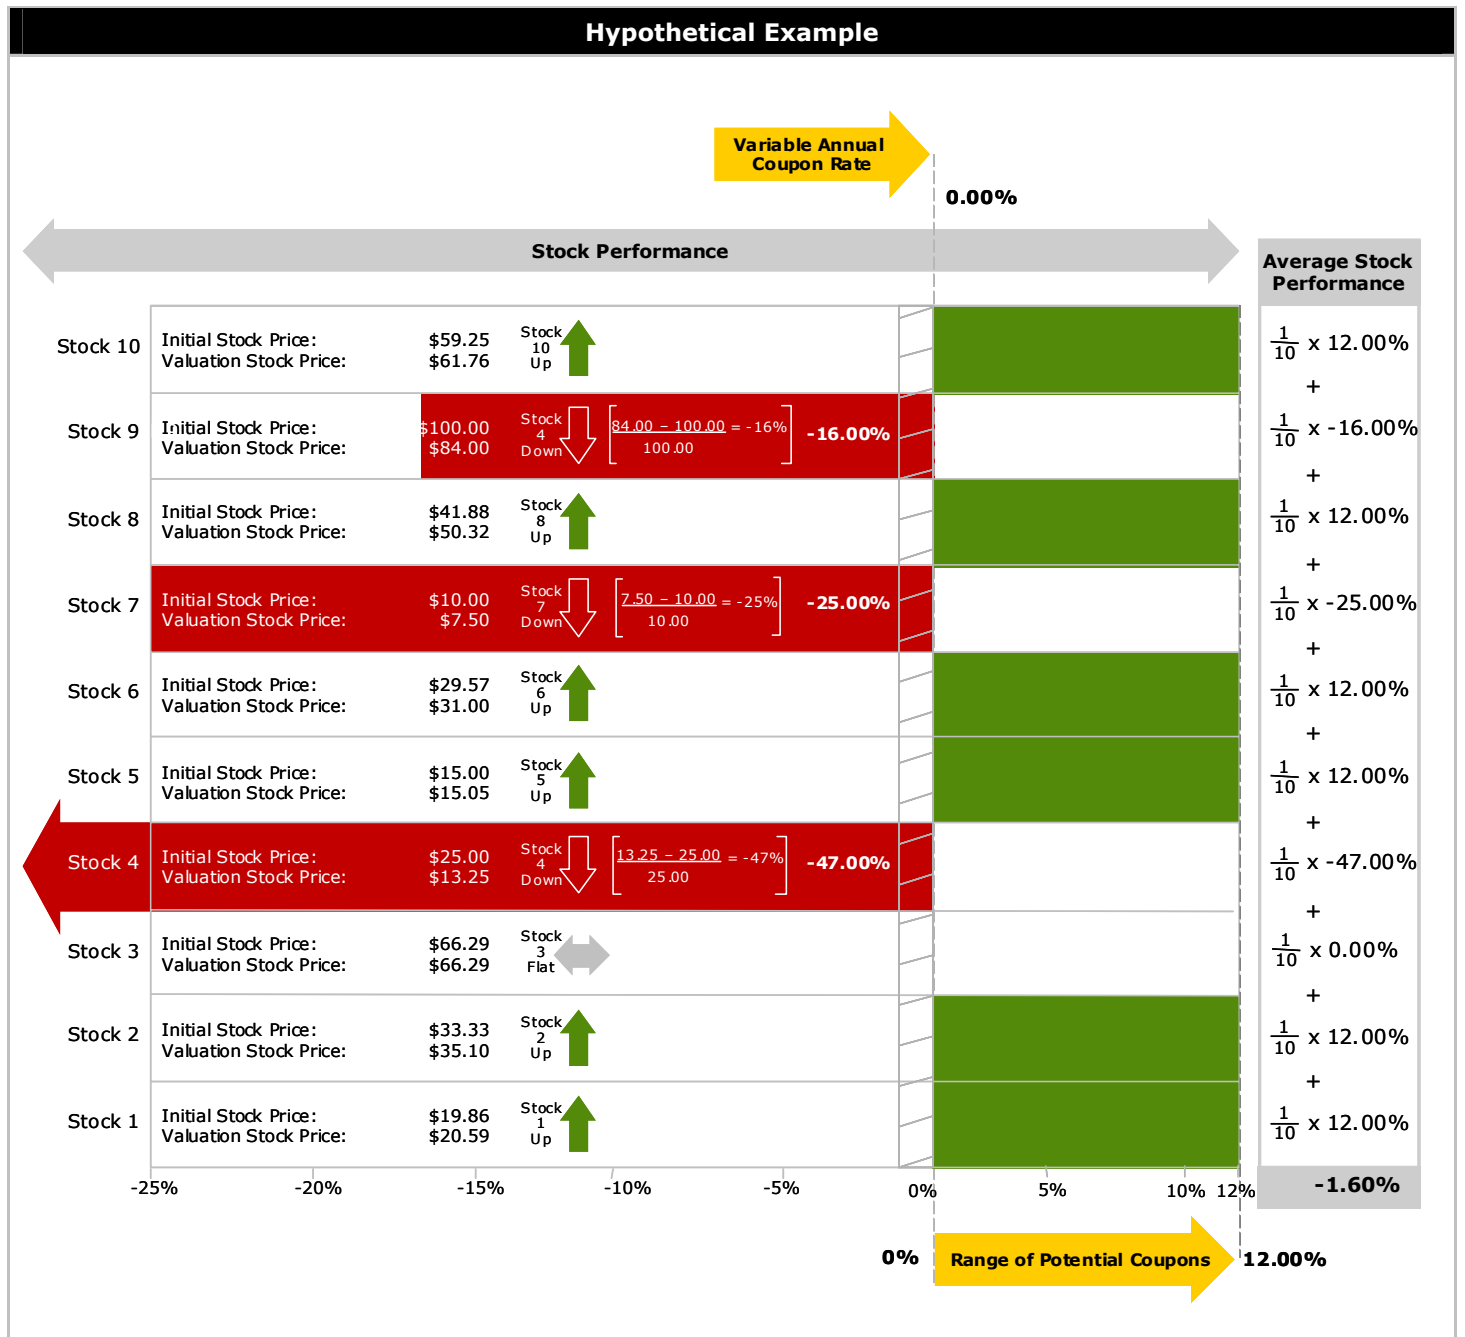 Hypothetical Example
Variable Annual
Coupon Rate
0.00%
Stock Performance
Average Stock
Performance
Stock 10
Initial Stock Price: $59.25
Valuation Stock Price: $61.76
Stock
10
Up
1
10 x 12.00%
+
Stock 9
Initial Stock Price: $100.00
Valuation Stock Price: $84.00
Stock
4
Down
84.00 – 100.00 = -16%
100.00
-16.00%
1
10 x -16.00%
+
Stock 8
Initial Stock Price: $41.88
Valuation Stock Price: $50.32
Stock
8
Up
1
10 x 12.00%
+
Stock 7
Initial Stock Price: $10.00
Valuation Stock Price: $7.50
Stock
7
Down
7.50 – 10.00 = -25%
10.00
-25.00%
1
10 x -25.00%
+
Stock 6
Initial Stock Price: $29.57
Valuation Stock Price: $31.00
Stock
6
Up
1
10 x 12.00%
+
Stock 5
Initial Stock Price: $15.00
Valuation Stock Price: $15.05
Stock
5
Up
1
10 x 12.00%
+
Stock 4
Initial Stock Price: $25.00
Valuation Stock Price: $13.25
Stock
4
Down
13.25 – 25.00 = -47%
25.00
-47.00%
1
10 x -47.00%
+
Stock 3
Initial Stock Price: $66.29
Valuation Stock Price: $66.29
Stock
3
Flat
1
10 x 0.00%
+
Stock 2
Initial Stock Price: $33.33
Valuation Stock Price: $35.10
Stock
2
Up
1
10 x 12.00%
+
Stock 1
Initial Stock Price: $19.86
Valuation Stock Price: $20.59
Stock
1
Up
1
10 x 12.00%
-25% -20% -15% -10% -5% 0% 5% 10% 12%
-1.60%
0% Range of Potential Coupons 12.00%